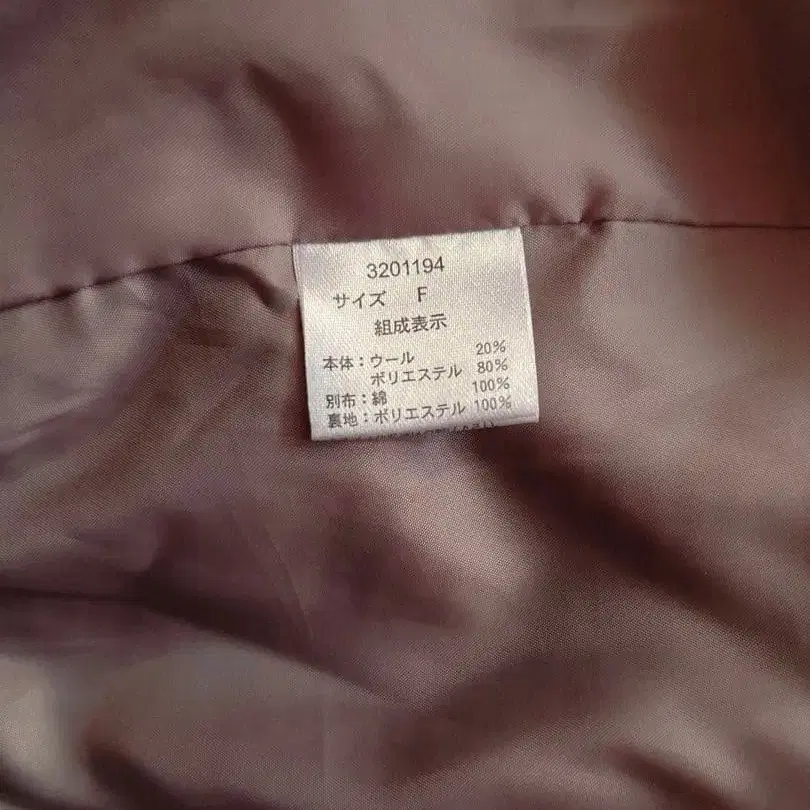 3201194
サイズ F
組成表示
本体：ウール 20%
ポリエステル 80%
別布：綿 100%
裏地：ポリエステル 100%